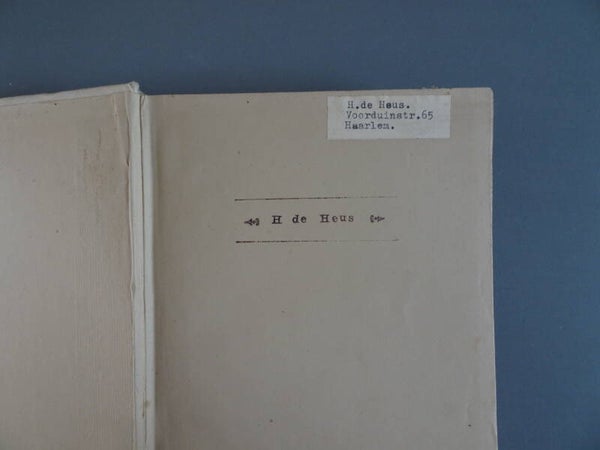 H.de Heus.
Voorduinstr.65
Haarlem.
H de Heus